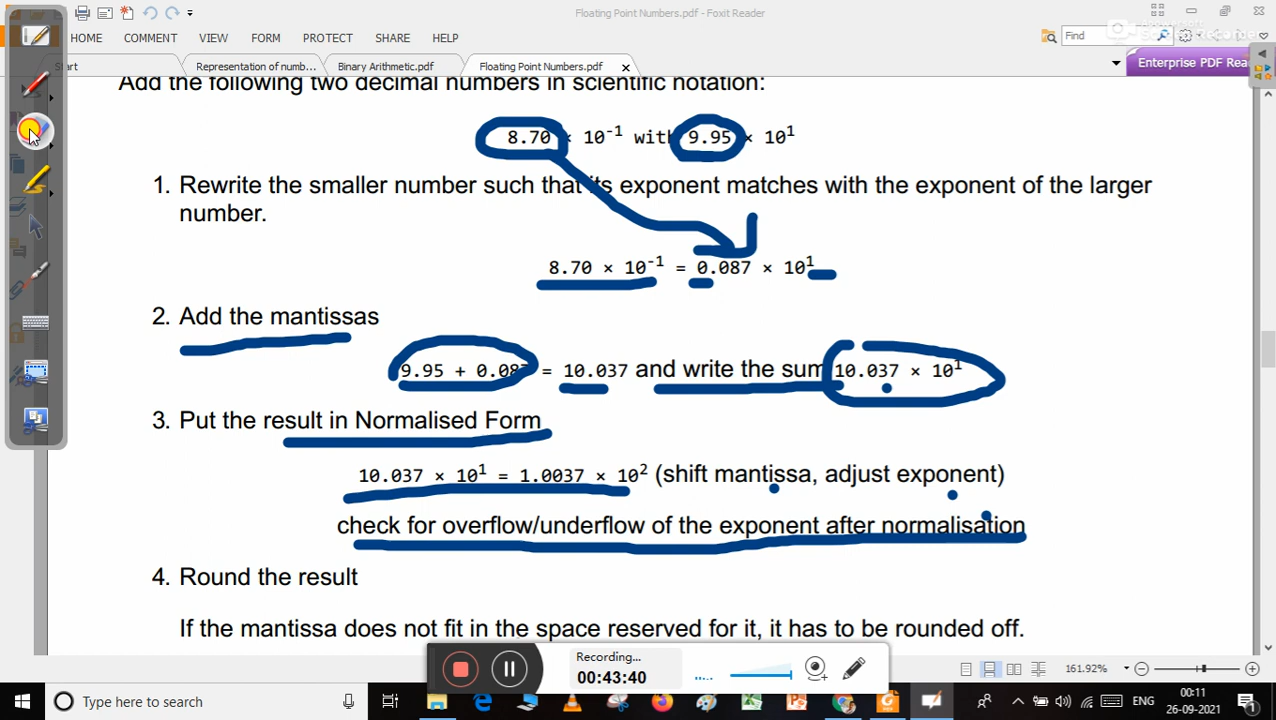 Floating Point Numbers.pdf - Foxit Reader
HOME COMMENT VIEW FORM PROTECT SHARE HELP
Find
Start Representation of numb... Binary Arithmetic.pdf Floating Point Numbers.pdf
Enterprise PDF Rea
Add the following two decimal numbers in scientific notation:
8.70 × 10⁻¹ with 9.95 × 10¹
1. Rewrite the smaller number such that its exponent matches with the exponent of the larger
number.
8.70 × 10⁻¹ = 0.087 × 10¹
2. Add the mantissas
9.95 + 0.087 = 10.037 and write the sum 10.037 × 10¹
3. Put the result in Normalised Form
10.037 × 10¹ = 1.0037 × 10² (shift mantissa, adjust exponent)
check for overflow/underflow of the exponent after normalisation
4. Round the result
If the mantissa does not fit in the space reserved for it, it has to be rounded off.
Recording...
00:43:40
161.92%
Type here to search
ENG
00:11
26-09-2021